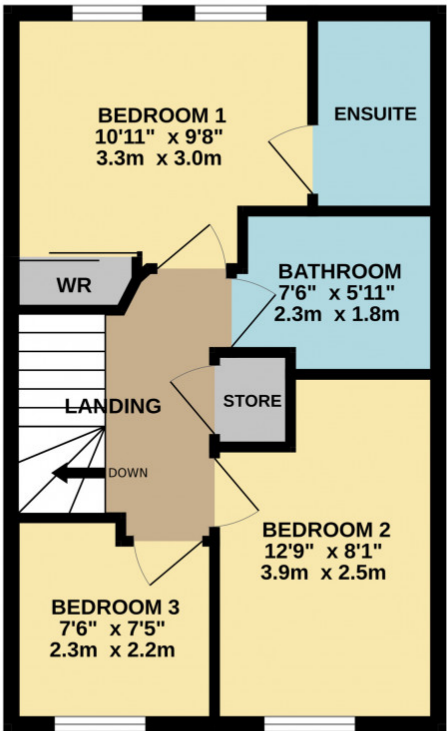 BEDROOM 1
10'11" x 9'8"
3.3m x 3.0m
ENSUITE
BATHROOM
7'6" x 5'11"
2.3m x 1.8m
WR
LANDING
STORE
DOWN
BEDROOM 2
12'9" x 8'1"
3.9m x 2.5m
BEDROOM 3
7'6" x 7'5"
2.3m x 2.2m